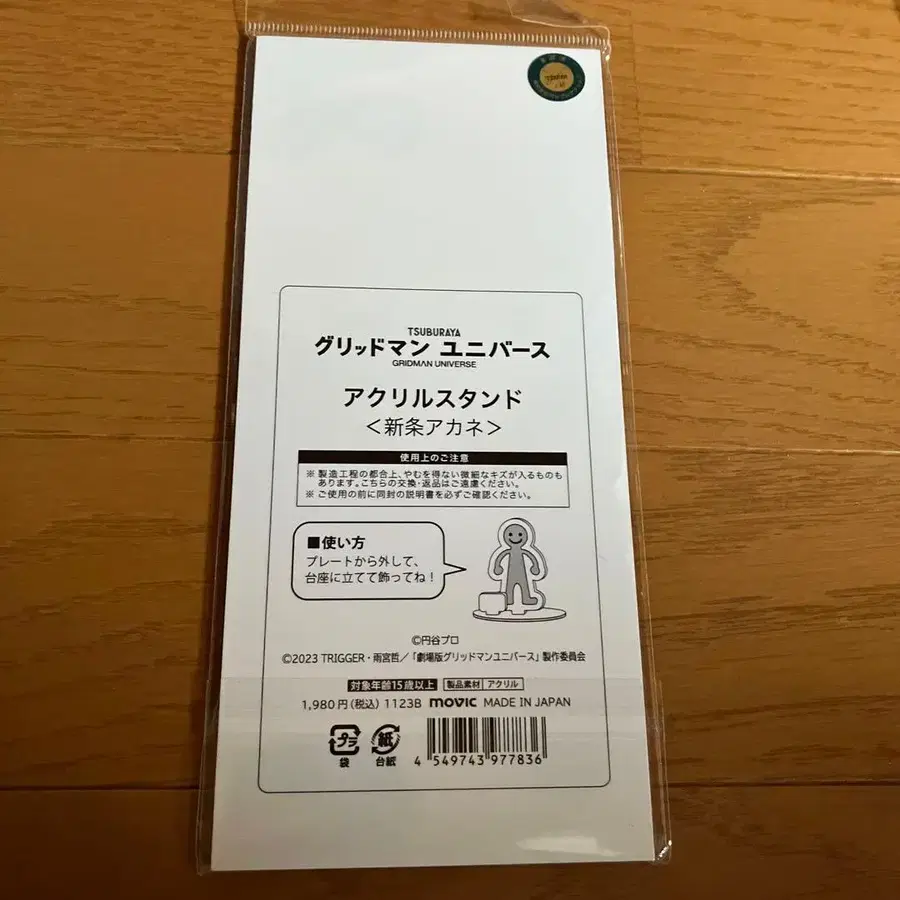 TSUBURAYA
グリッドマン ユニバース
GRIDMAN UNIVERSE
アクリルスタンド
＜新条アカネ＞
使用上のご注意
※ 製造工程の都合上、やむを得ない微細なキズが入るものも
あります。こちらの交換・返品はご遠慮ください。
※ ご使用の前に同封の説明書を必ずご確認ください。
■使い方
プレートから外して、
台座に立てて飾ってね！
©円谷プロ
©2023 TRIGGER・雨宮哲／「劇場版グリッドマンユニバース」製作委員会
対象年齢15歳以上 製品素材 アクリル
1,980円（税込）1123B movic MADE IN JAPAN
プラ 紙
袋 台紙 4 549743 977836